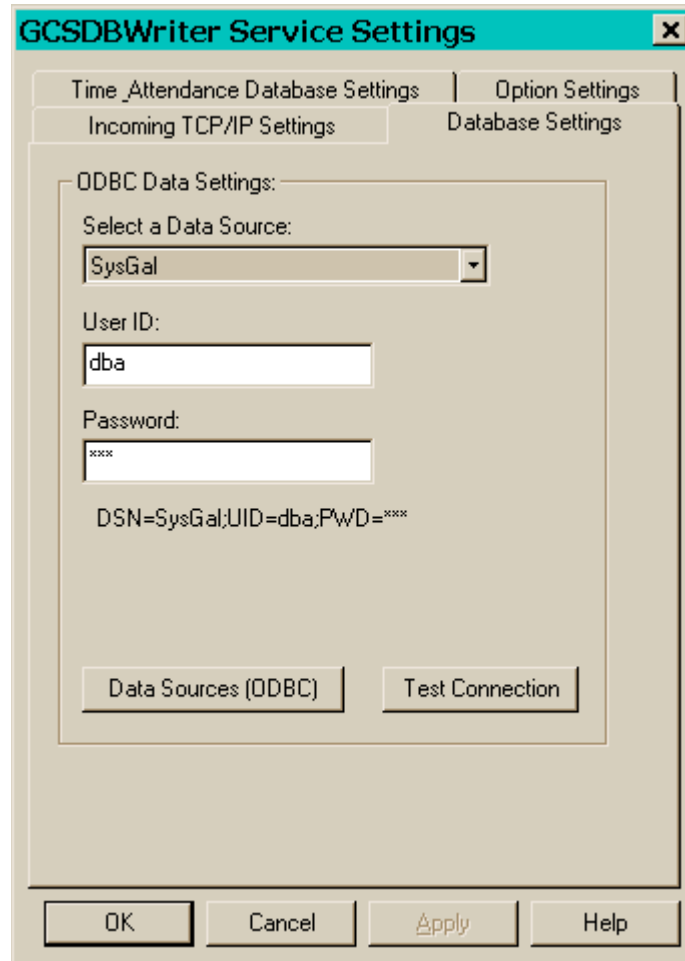 GCSDBWriter Service Settings
Time _Attendance Database Settings
Option Settings
Incoming TCP/IP Settings
Database Settings
ODBC Data Settings:
Select a Data Source:
SysGal
User ID:
dba
Password:
***
DSN=SysGal;UID=dba;PWD=***
Data Sources (ODBC)
Test Connection
OK
Cancel
Apply
Help